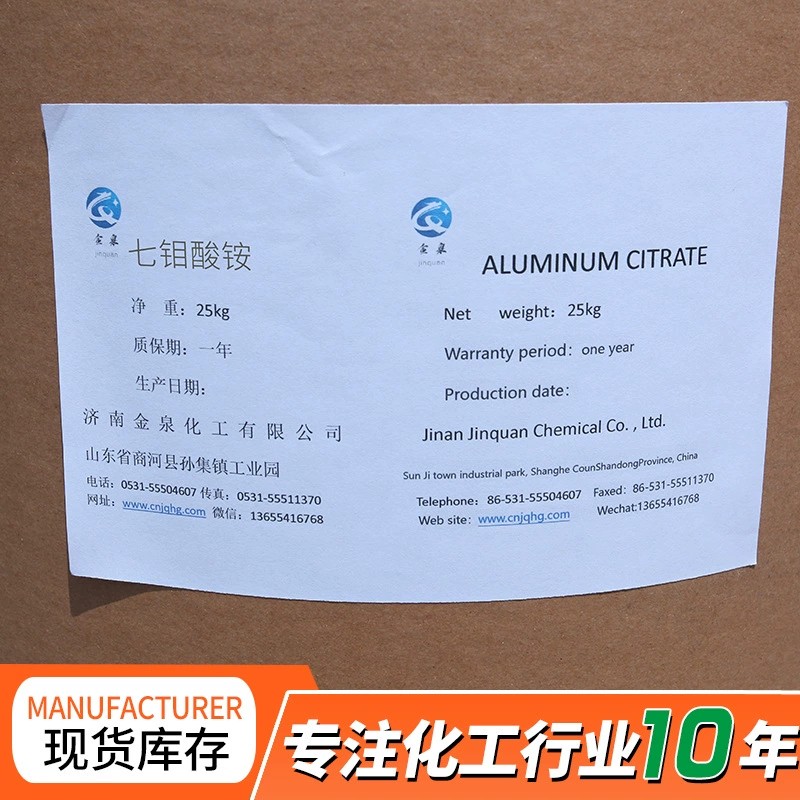 金泉
jinquan
七钼酸铵
净 重：25kg
质保期：一年
生产日期：
济南金泉化工有限公司
山东省商河县孙集镇工业园
电话：0531-55504607 传真：0531-55511370
网址：www.cnjqhg.com 微信：13655416768
金泉
jinquan
ALUMINUM CITRATE
Net weight：25kg
Warranty period：one year
Production date：
Jinan Jinquan Chemical Co. , Ltd.
Sun Ji town industrial park, Shanghe CounShandongProvince, China
Telephone：86-531-55504607 Faxed：86-531-55511370
Web site：www.cnjqhg.com Wechat:13655416768
MANUFACTURER
现货库存
专注化工行业10年